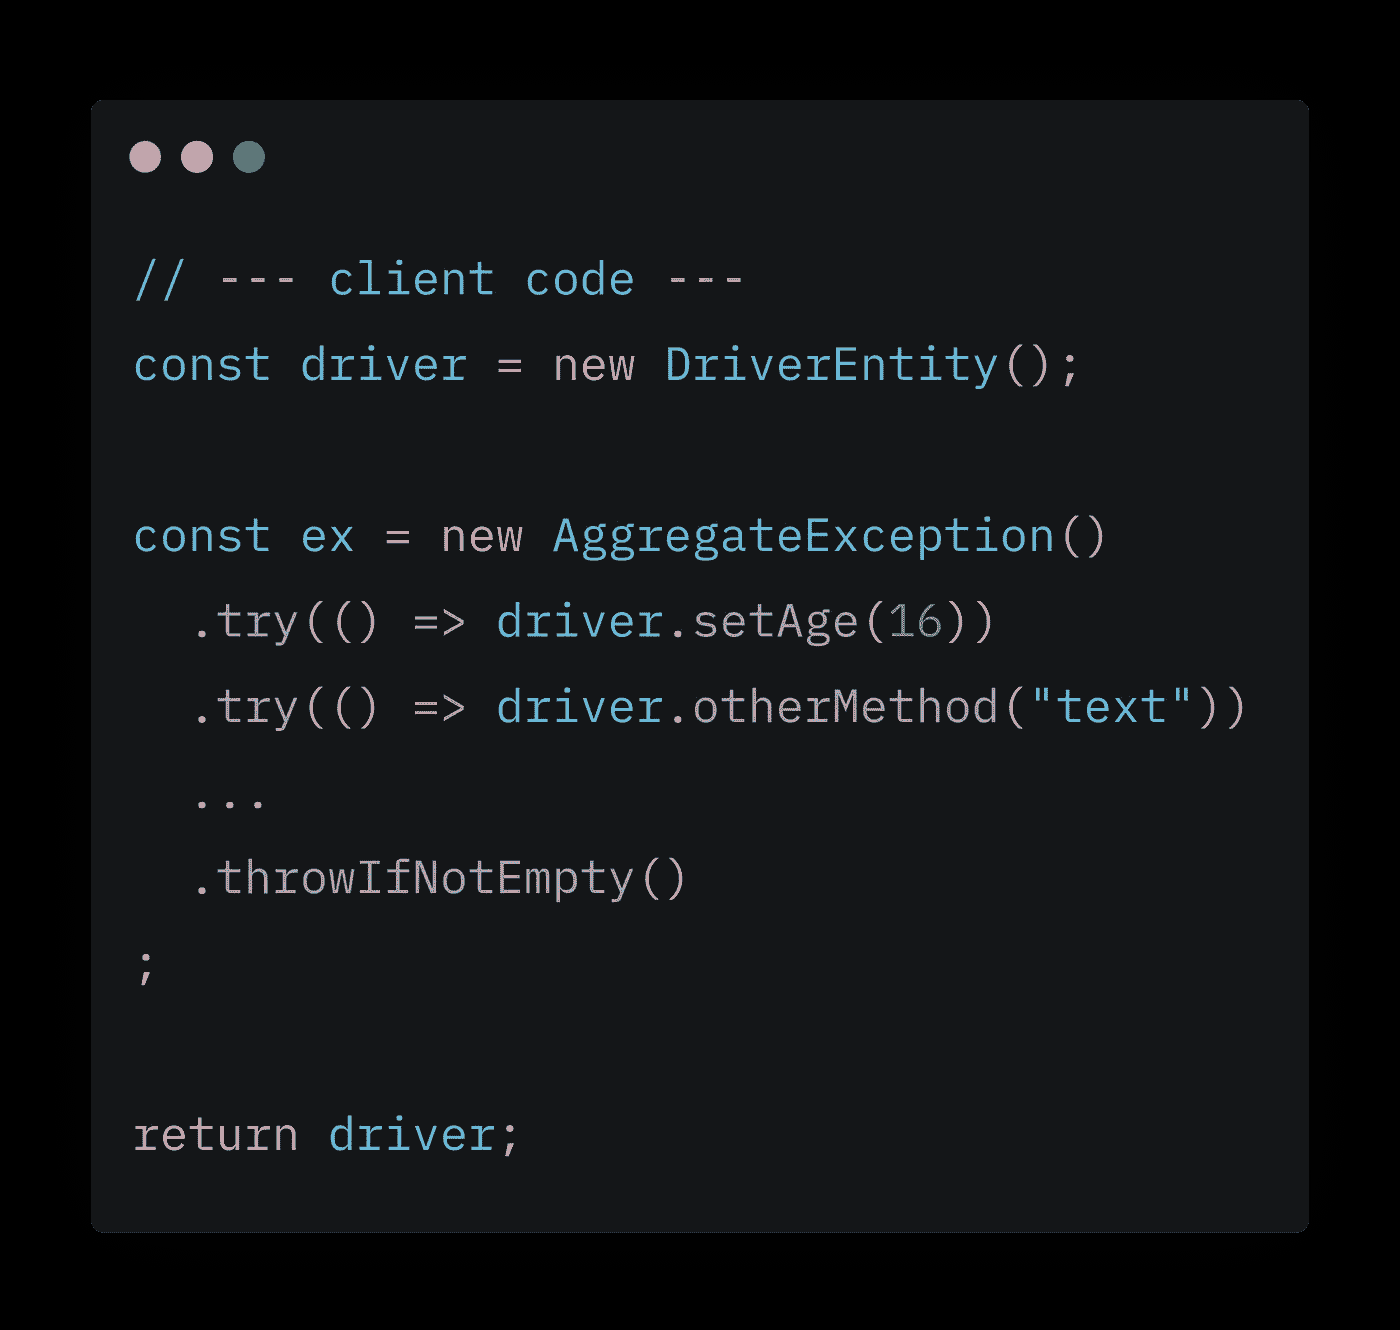 // --- client code ---
const driver = new DriverEntity();
const ex = new AggregateException()
.try(() => driver.setAge(16))
.try(() => driver.otherMethod("text"))
...
.throwIfNotEmpty()
;
return driver;